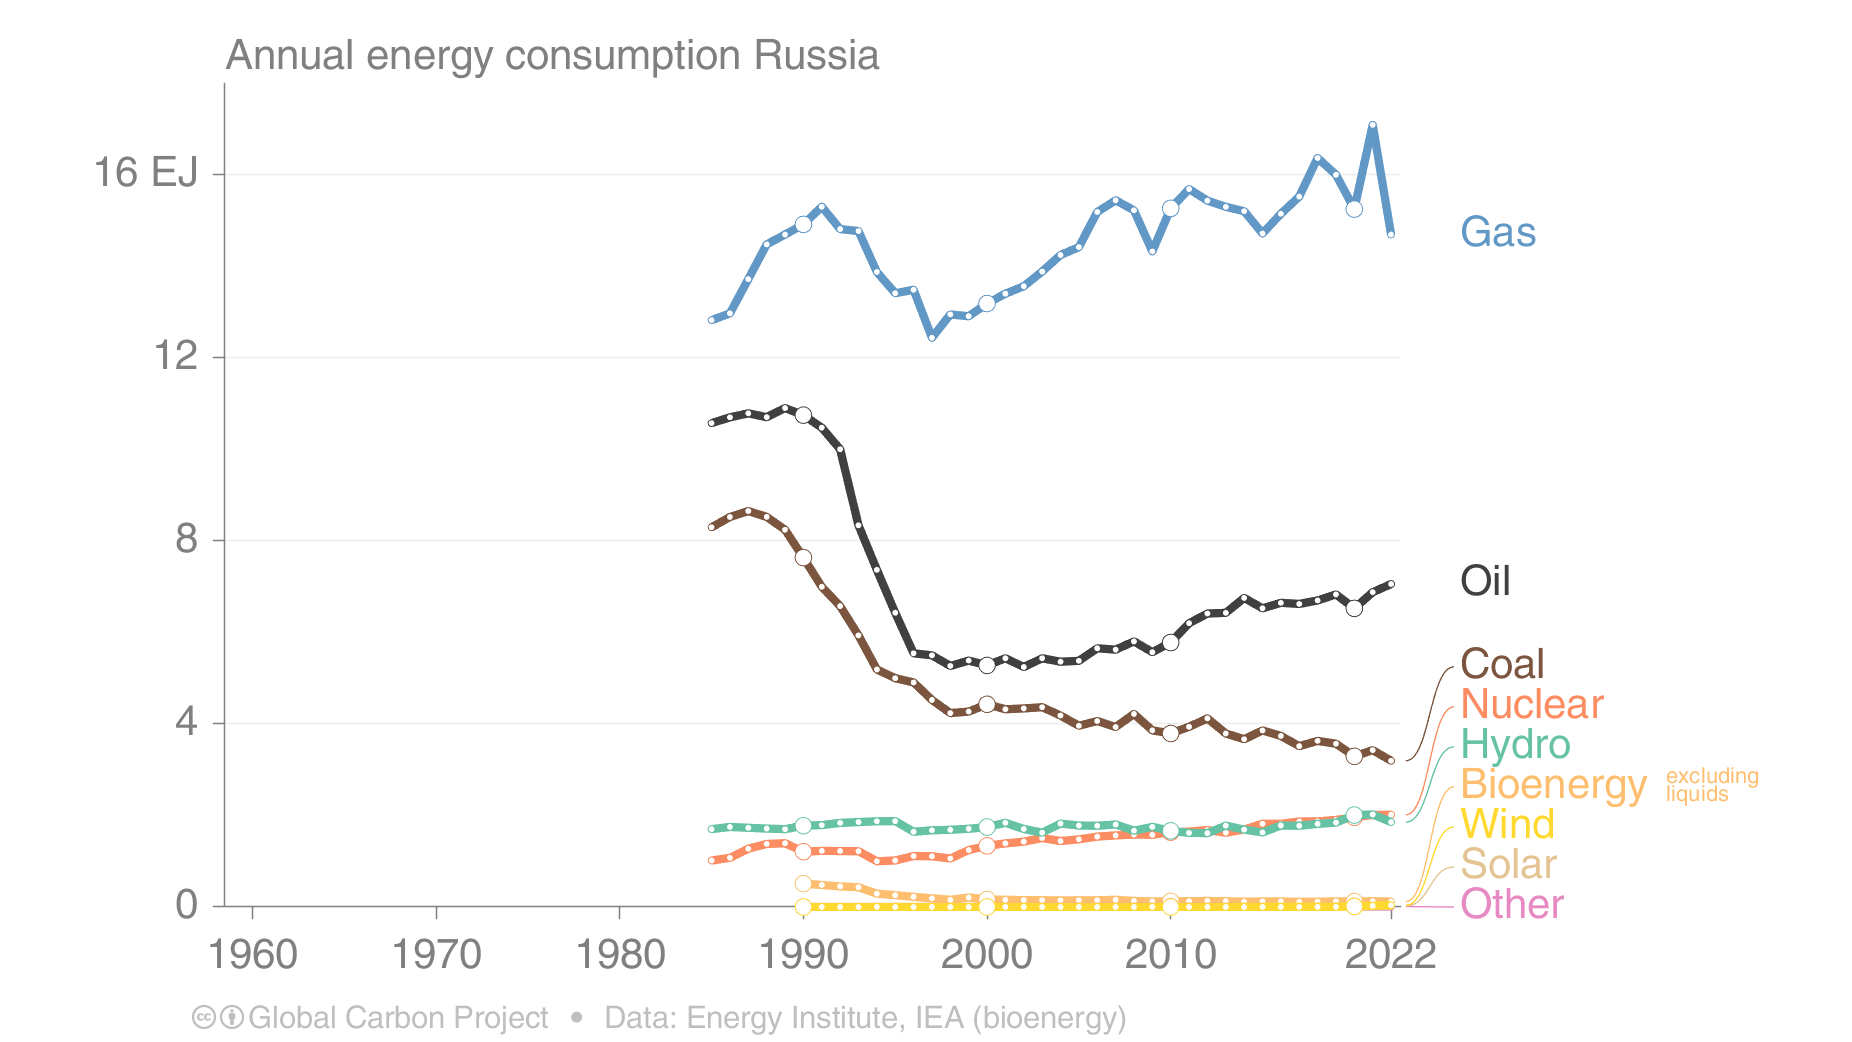 Annual energy consumption Russia
16 EJ
12
8
4
0
1960 1970 1980 1990 2000 2010 2022
Gas
Oil
Coal
Nuclear
Hydro
Bioenergy excluding liquids
Wind
Solar
Other
cc Global Carbon Project • Data: Energy Institute, IEA (bioenergy)